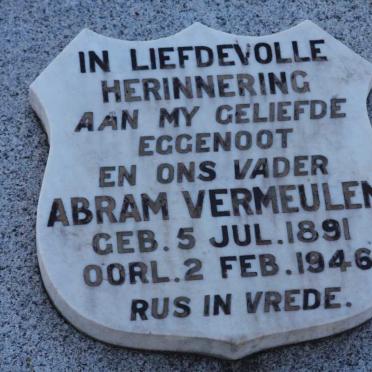 IN LIEFDEVOLLE
HERINNERING
AAN MY GELIEFDE
EGGENOOT
EN ONS VADER
ABRAM VERMEULEN
GEB. 5 JUL. 1891
OORL. 2 FEB. 1946
RUS IN VREDE.